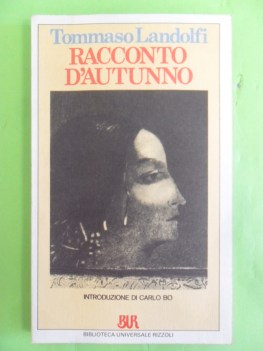 Tommaso Landolfi
RACCONTO
D'AUTUNNO
INTRODUZIONE DI CARLO BO
BUR
BIBLIOTECA UNIVERSALE RIZZOLI